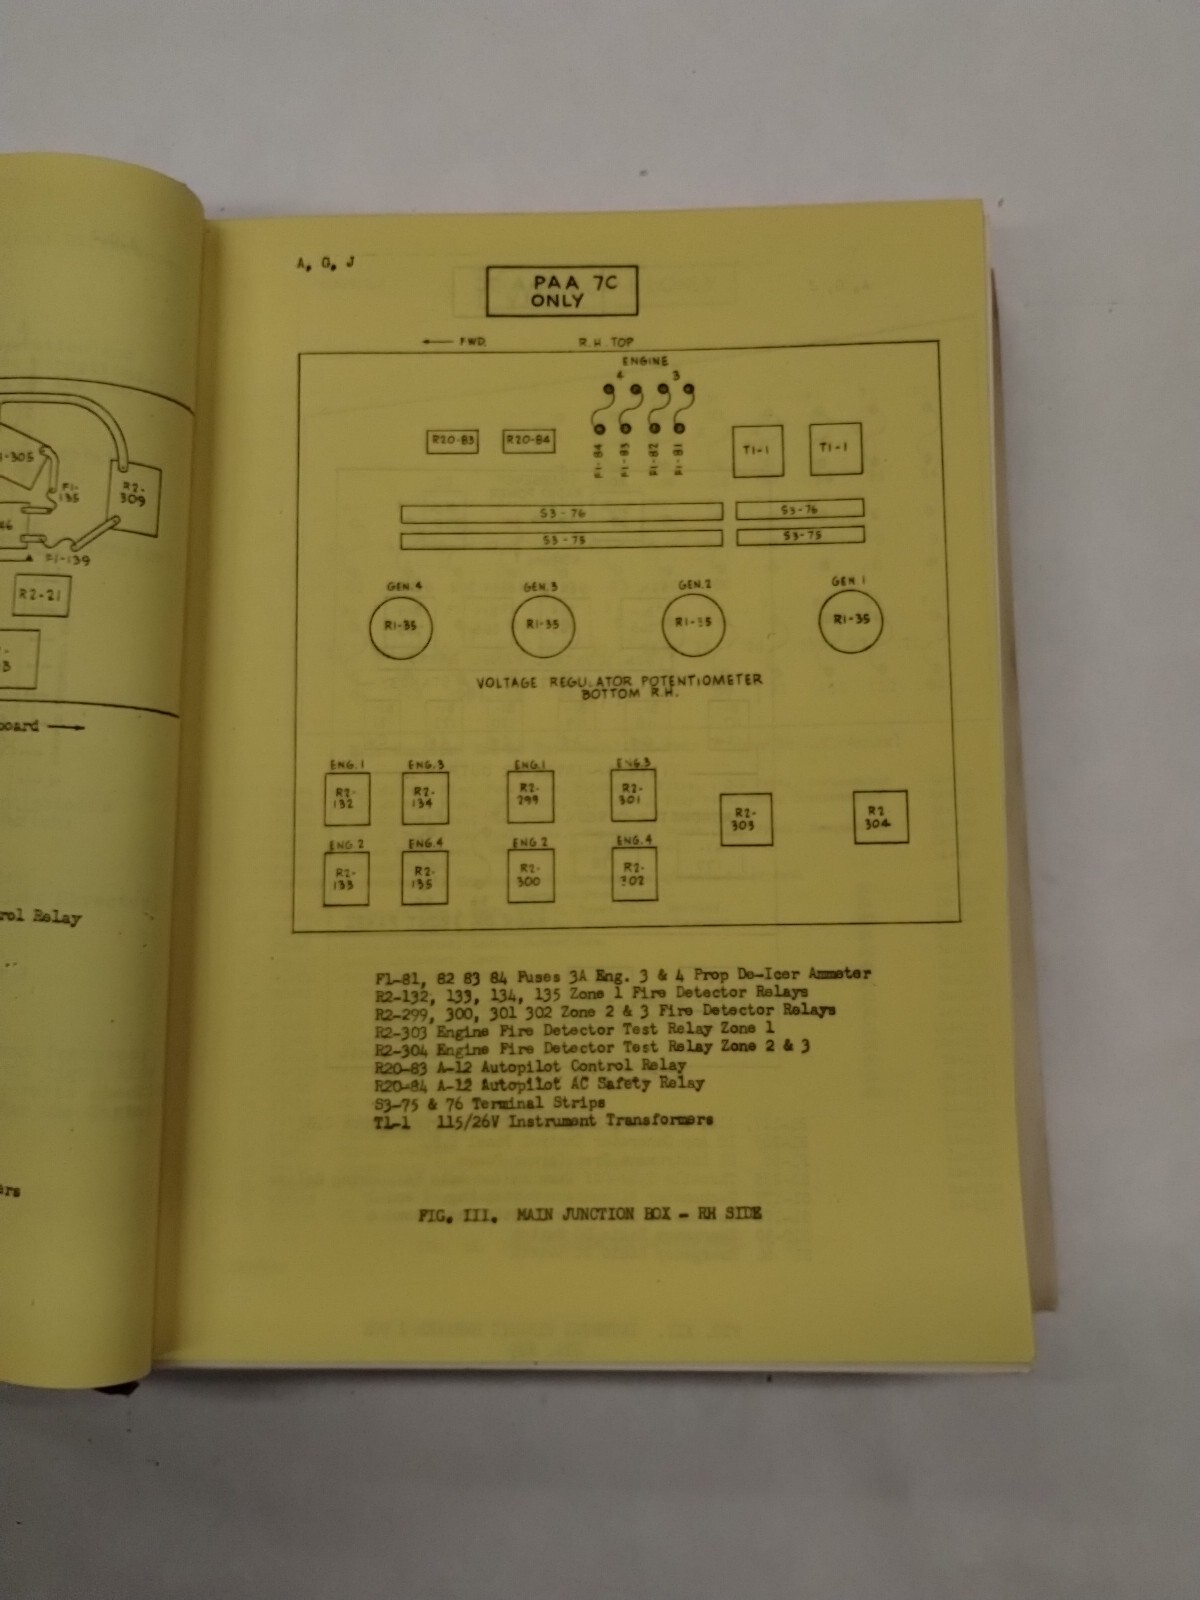 -305
F1-
135
R2-
309
46
F1-139
R2-21
3
board
rol Relay
ers
A, G, J
PAA 7C
ONLY
FWD.
R.H. TOP
ENGINE
4 3
R20-83 R20-84 F1-84 F1-83 F1-82 F1-81 T1-1 T1-1
S3-76 S3-76
S3-75 S3-75
GEN. 4 GEN. 3 GEN. 2 GEN. 1
R1-35 R1-35 R1-35 R1-35
VOLTAGE REGULATOR POTENTIOMETER
BOTTOM R.H.
ENG. 1 ENG. 3 ENG. 1 ENG. 3
R2- R2- R2- R2-
132 134 299 301
R2- R2
303 304
ENG 2 ENG. 4 ENG 2 ENG. 4
R2- R2- R2- R2-
133 135 300 302
F1-81, 82 83 84 Fuses 3A Eng. 3 & 4 Prop De-Icer Ammeter
R2-132, 133, 134, 135 Zone 1 Fire Detector Relays
R2-299, 300, 301 302 Zone 2 & 3 Fire Detector Relays
R2-303 Engine Fire Detector Test Relay Zone 1
R2-304 Engine Fire Detector Test Relay Zone 2 & 3
R20-83 A-12 Autopilot Control Relay
R20-84 A-12 Autopilot AC Safety Relay
S3-75 & 76 Terminal Strips
T1-1 115/26V Instrument Transformers
FIG. III. MAIN JUNCTION BOX - RH SIDE